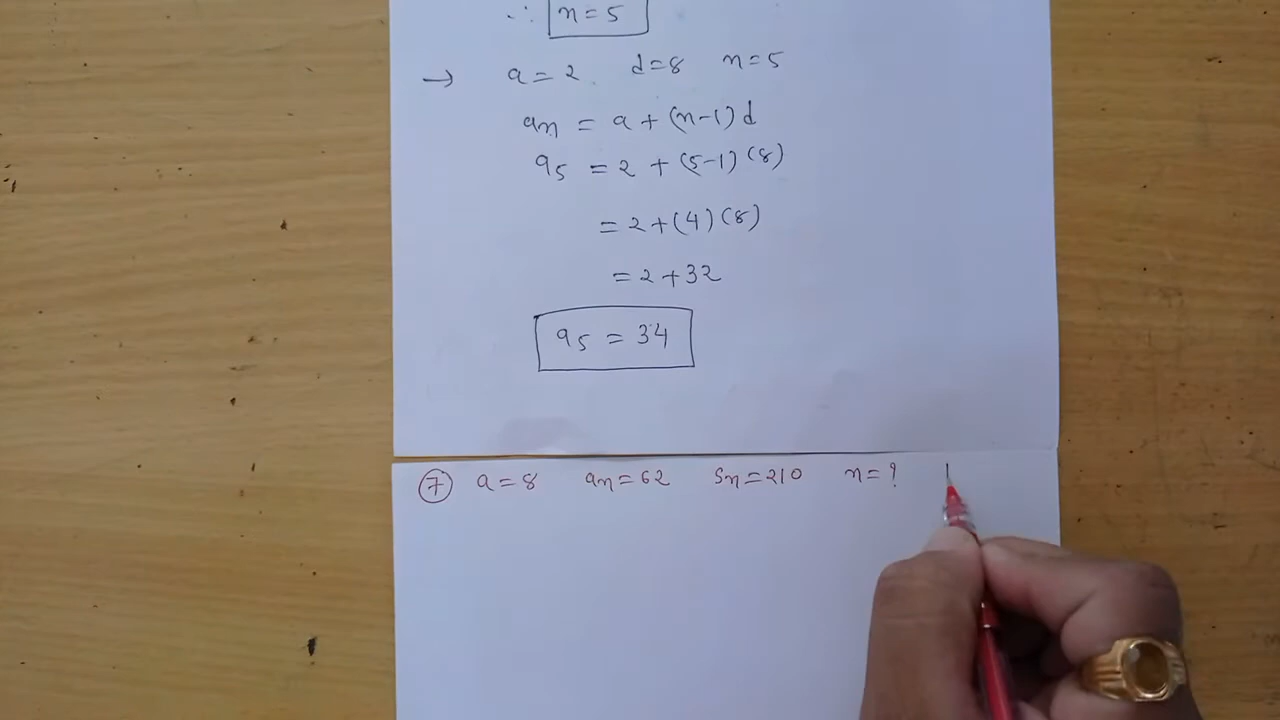 ∴ n = 5
→ a = 2 d = 8 n = 5
an = a + (n-1) d
a5 = 2 + (5-1) (8)
= 2 + (4) (8)
= 2 + 32
a5 = 34
7 a = 8 an = 62 Sn = 210 n = ?